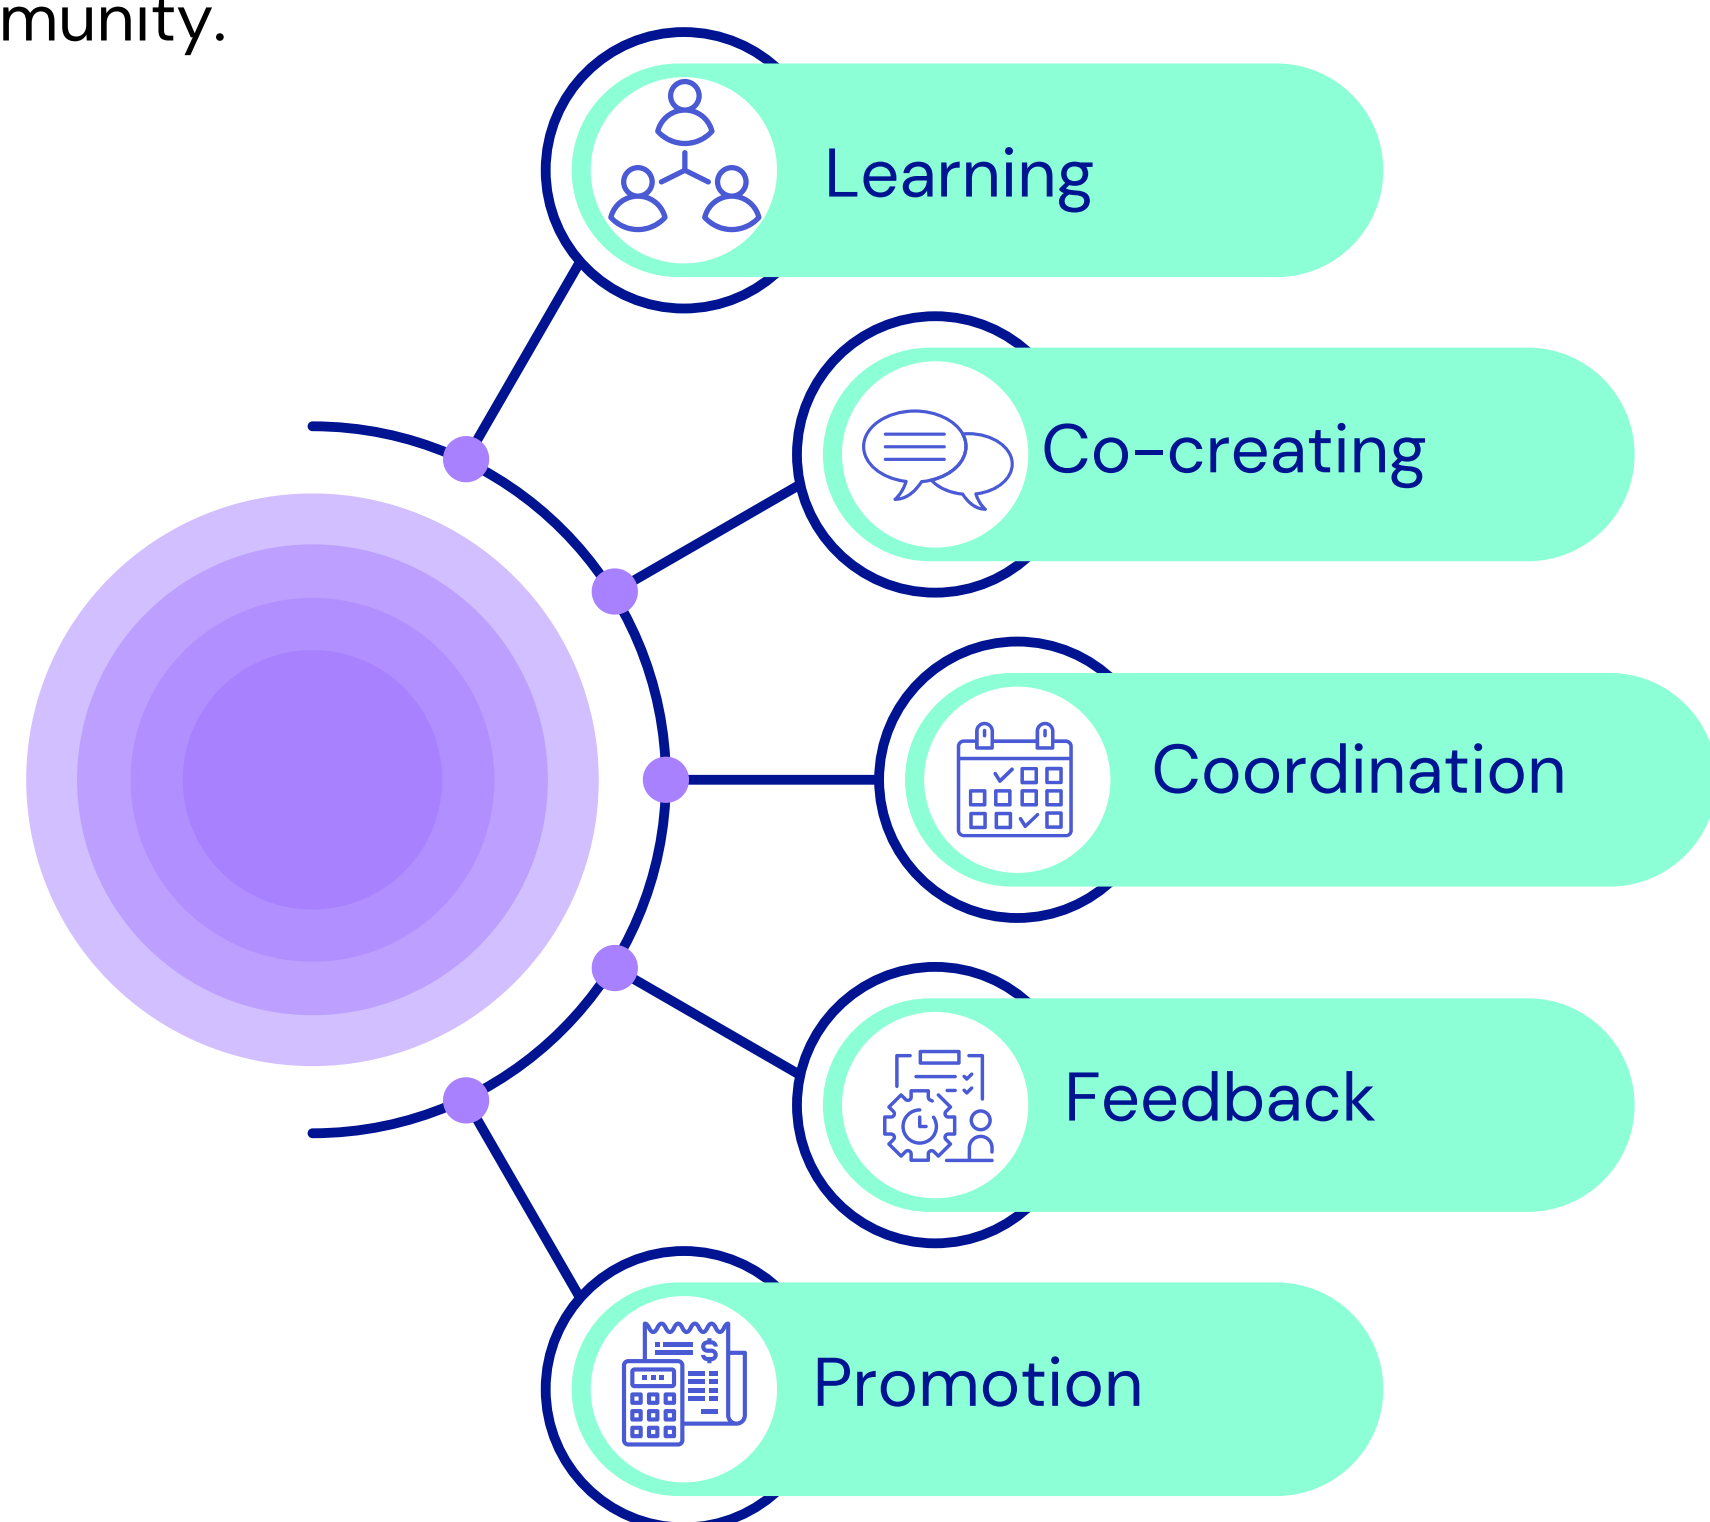 munity.
Learning
Co-creating
Coordination
Feedback
Promotion